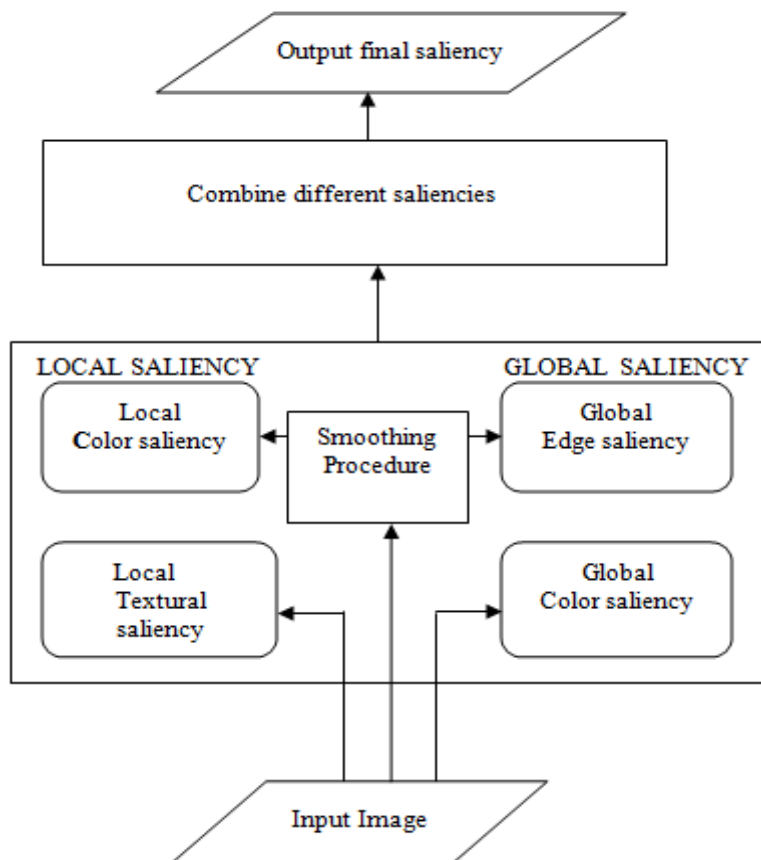 Output final saliency
Combine different saliencies
LOCAL SALIENCY
GLOBAL SALIENCY
Local
Color saliency
Smoothing
Procedure
Global
Edge saliency
Local
Textural
saliency
Global
Color saliency
Input Image